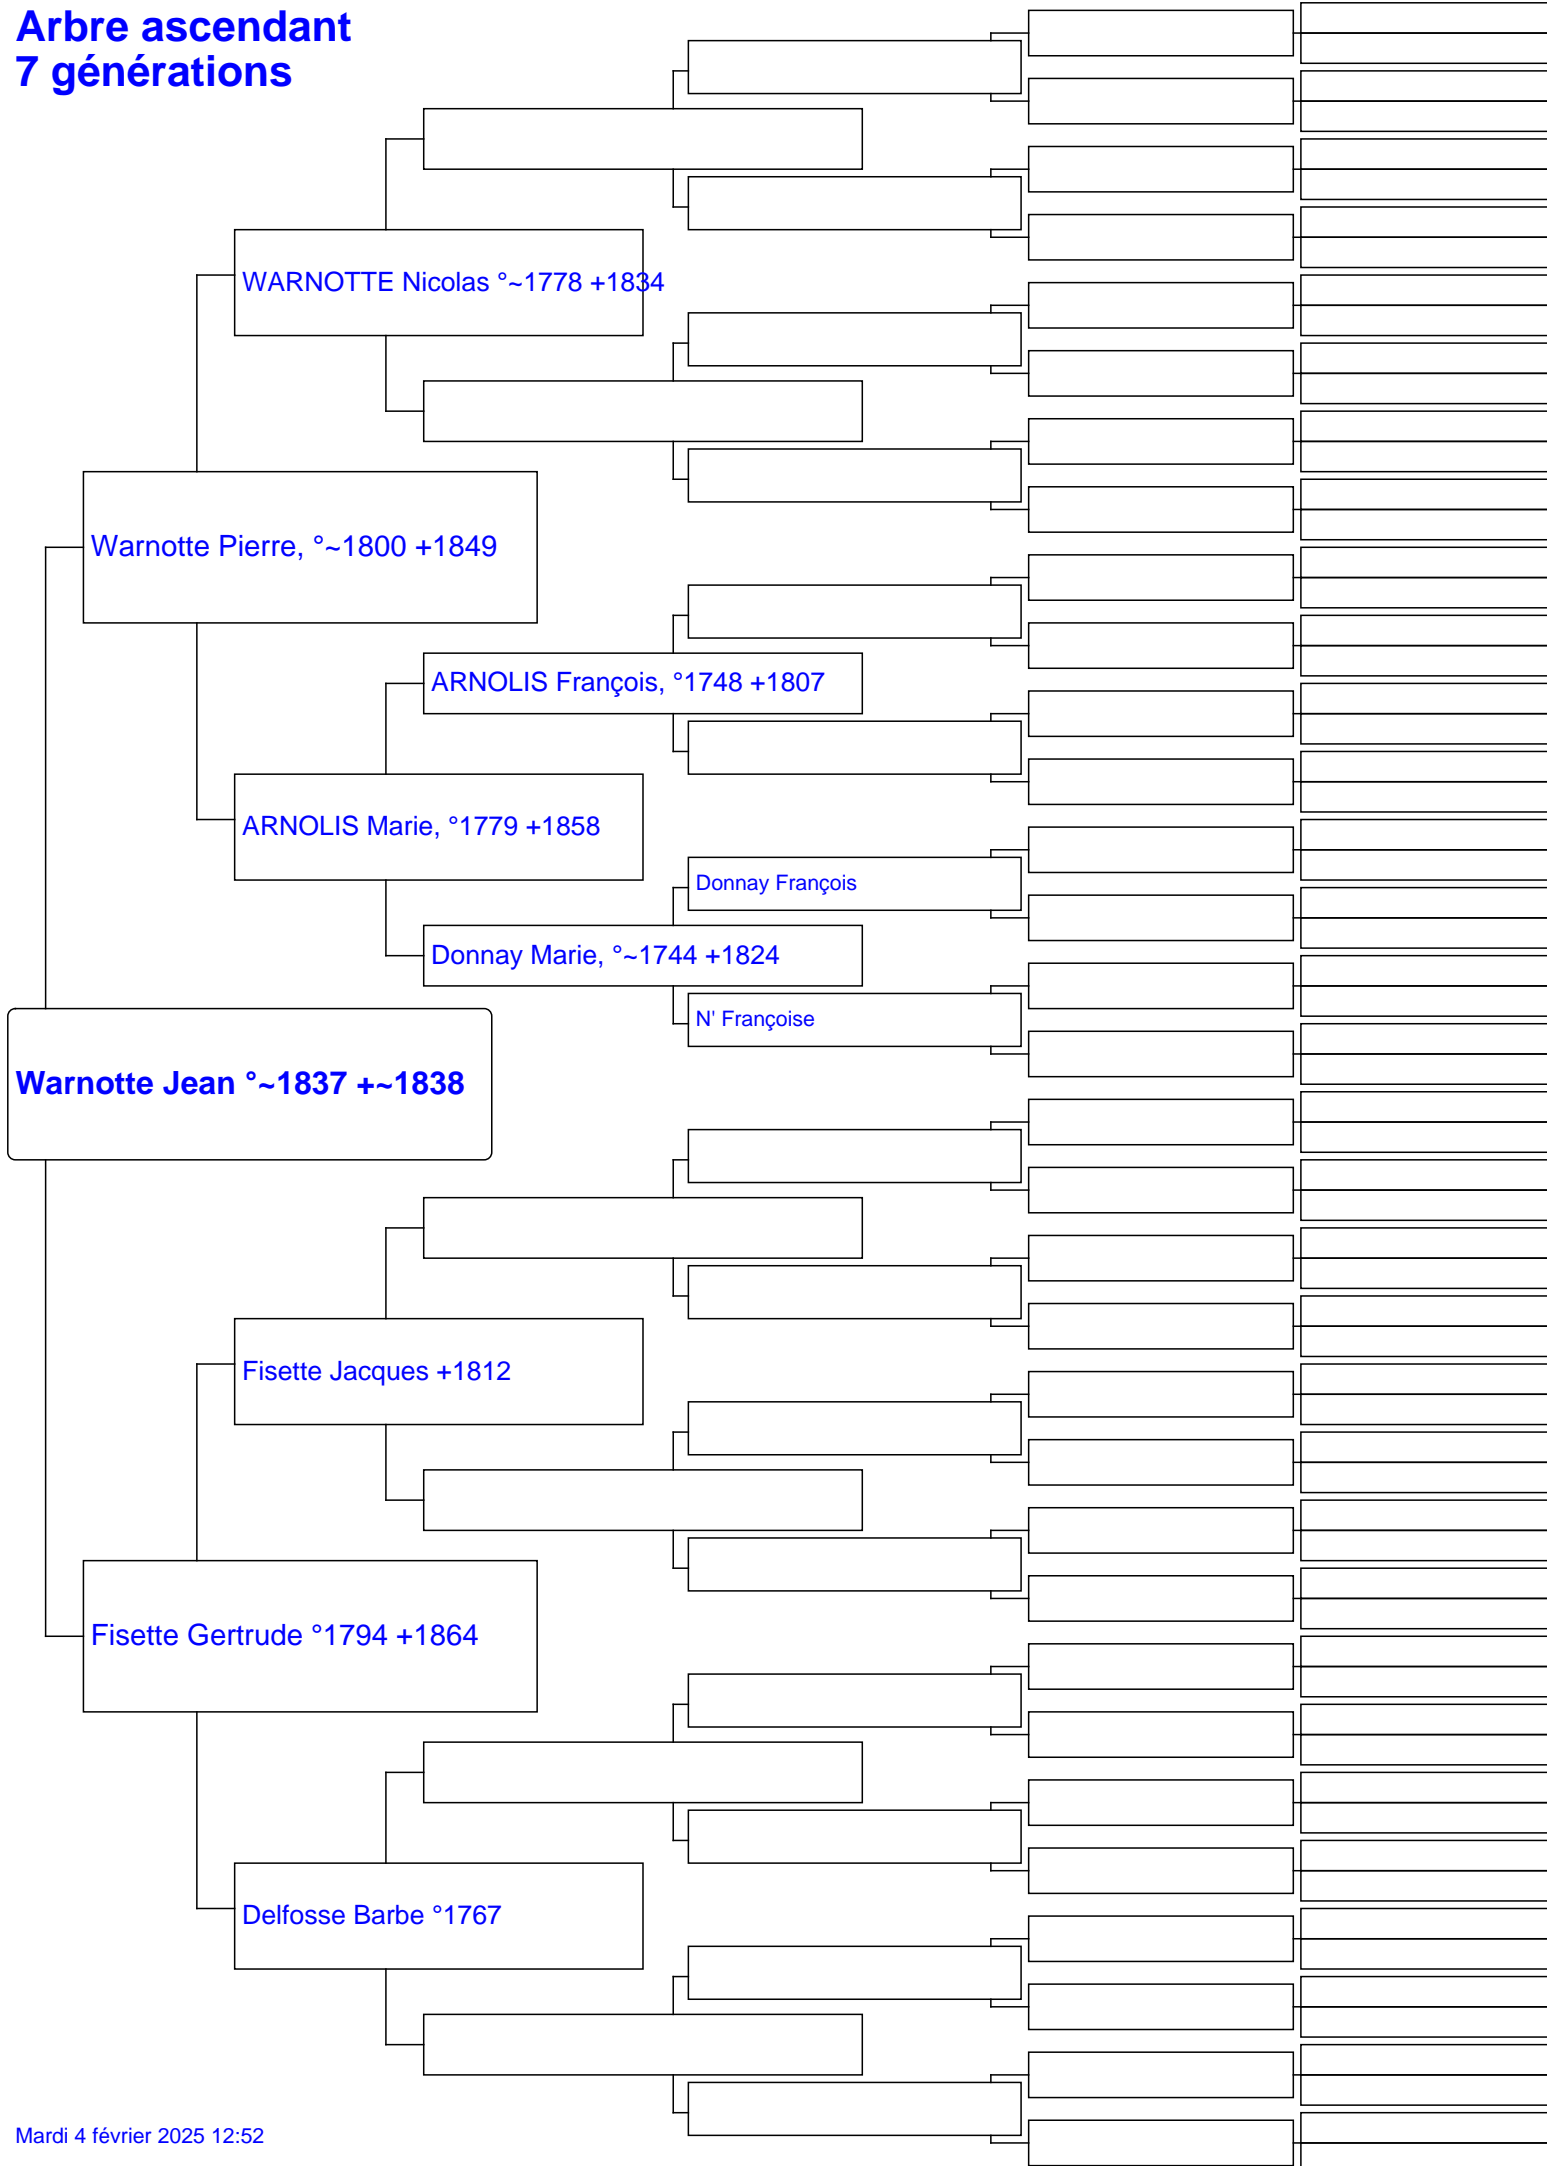 Arbre ascendant
7 générations
WARNOTTE Nicolas °~1778 +1834
Warnotte Pierre, °~1800 +1849
ARNOLIS François, °1748 +1807
ARNOLIS Marie, °1779 +1858
Donnay François
Donnay Marie, °~1744 +1824
N' Françoise
Warnotte Jean °~1837 +~1838
Fisette Jacques +1812
Fisette Gertrude °1794 +1864
Delfosse Barbe °1767
Mardi 4 février 2025 12:52